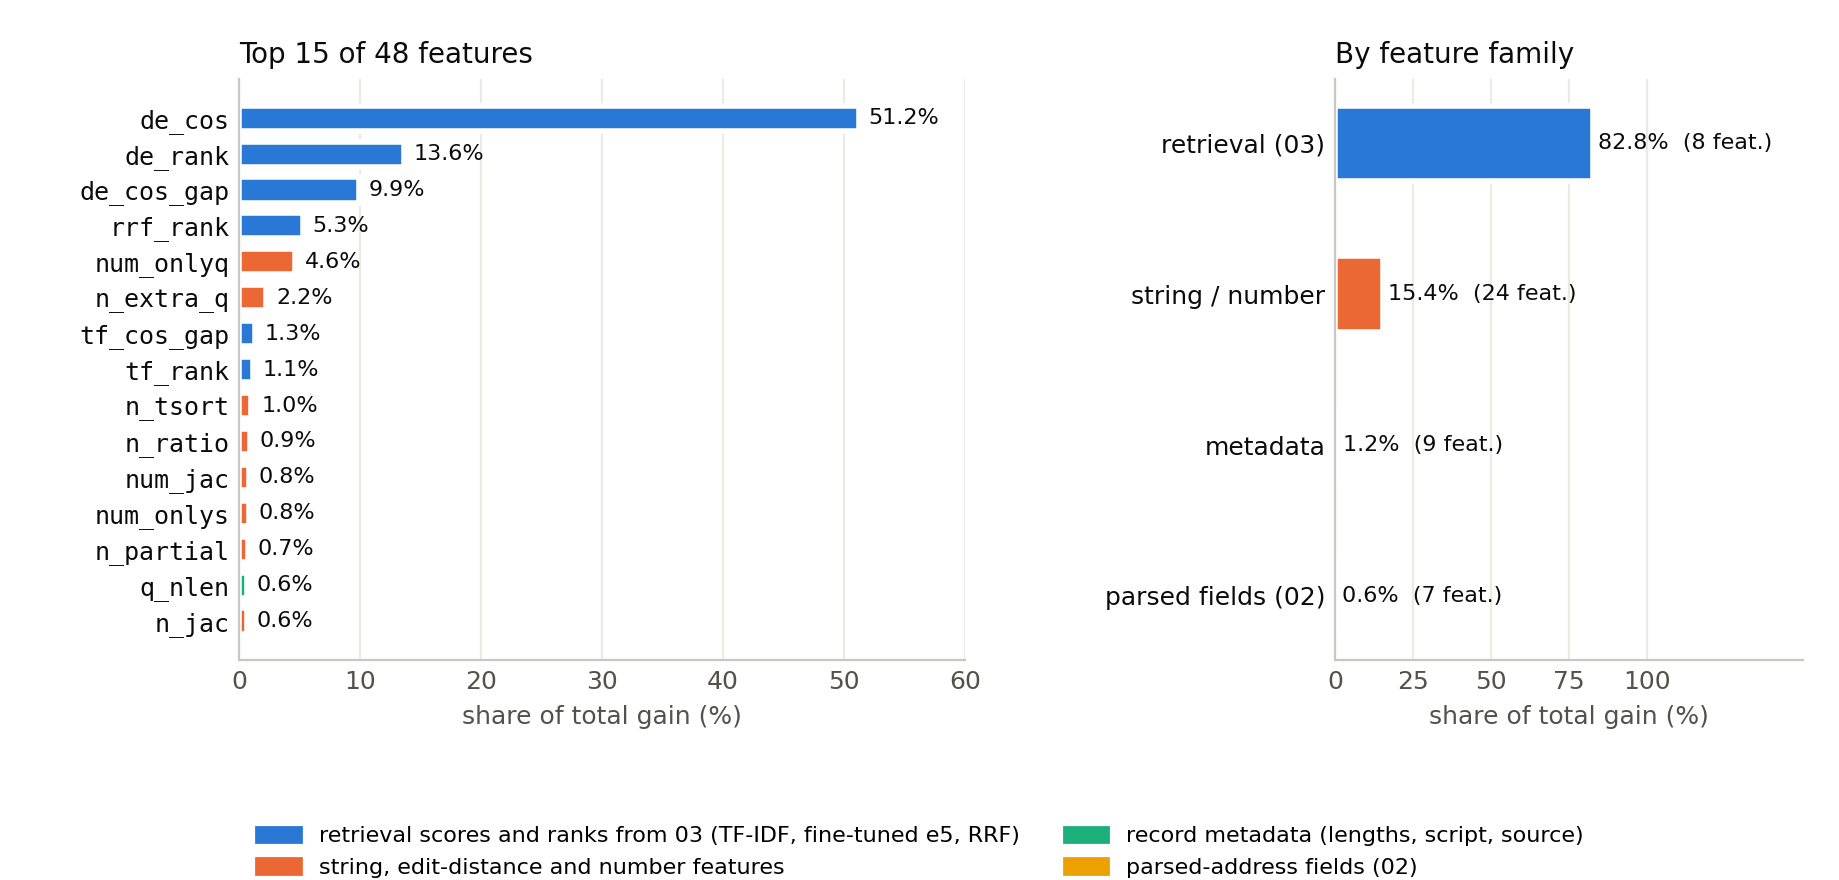 Top 15 of 48 features
de_cos 51.2%
de_rank 13.6%
de_cos_gap 9.9%
rrf_rank 5.3%
num_onlyq 4.6%
n_extra_q 2.2%
tf_cos_gap 1.3%
tf_rank 1.1%
n_tsort 1.0%
n_ratio 0.9%
num_jac 0.8%
num_onlys 0.8%
n_partial 0.7%
q_nlen 0.6%
n_jac 0.6%
0 10 20 30 40 50 60
share of total gain (%)
By feature family
retrieval (03) 82.8% (8 feat.)
string / number 15.4% (24 feat.)
metadata 1.2% (9 feat.)
parsed fields (02) 0.6% (7 feat.)
0 25 50 75 100
share of total gain (%)
retrieval scores and ranks from 03 (TF-IDF, fine-tuned e5, RRF)
string, edit-distance and number features
record metadata (lengths, script, source)
parsed-address fields (02)